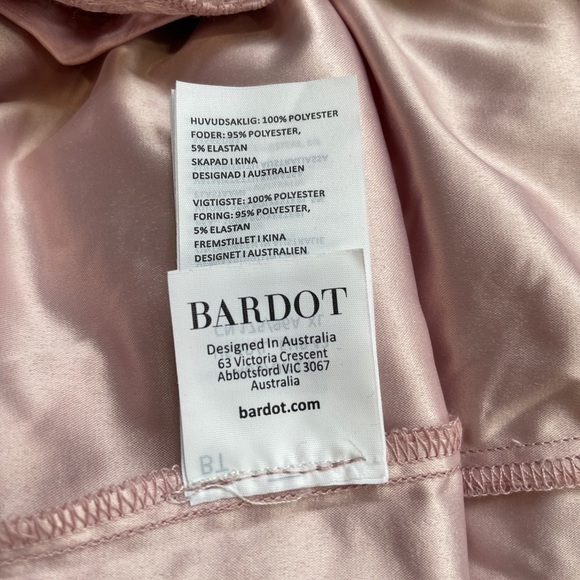 HUVUDSAKLIG: 100% POLYESTER
FODER: 95% POLYESTER,
5% ELASTAN
SKAPAD I KINA
DESIGNAD I AUSTRALIEN
VIGTIGSTE: 100% POLYESTER
FORING: 95% POLYESTER,
5% ELASTAN
FREMSTILLET I KINA
DESIGNET I AUSTRALIEN
BARDOT
Designed In Australia
63 Victoria Crescent
Abbotsford VIC 3067
Australia
bardot.com